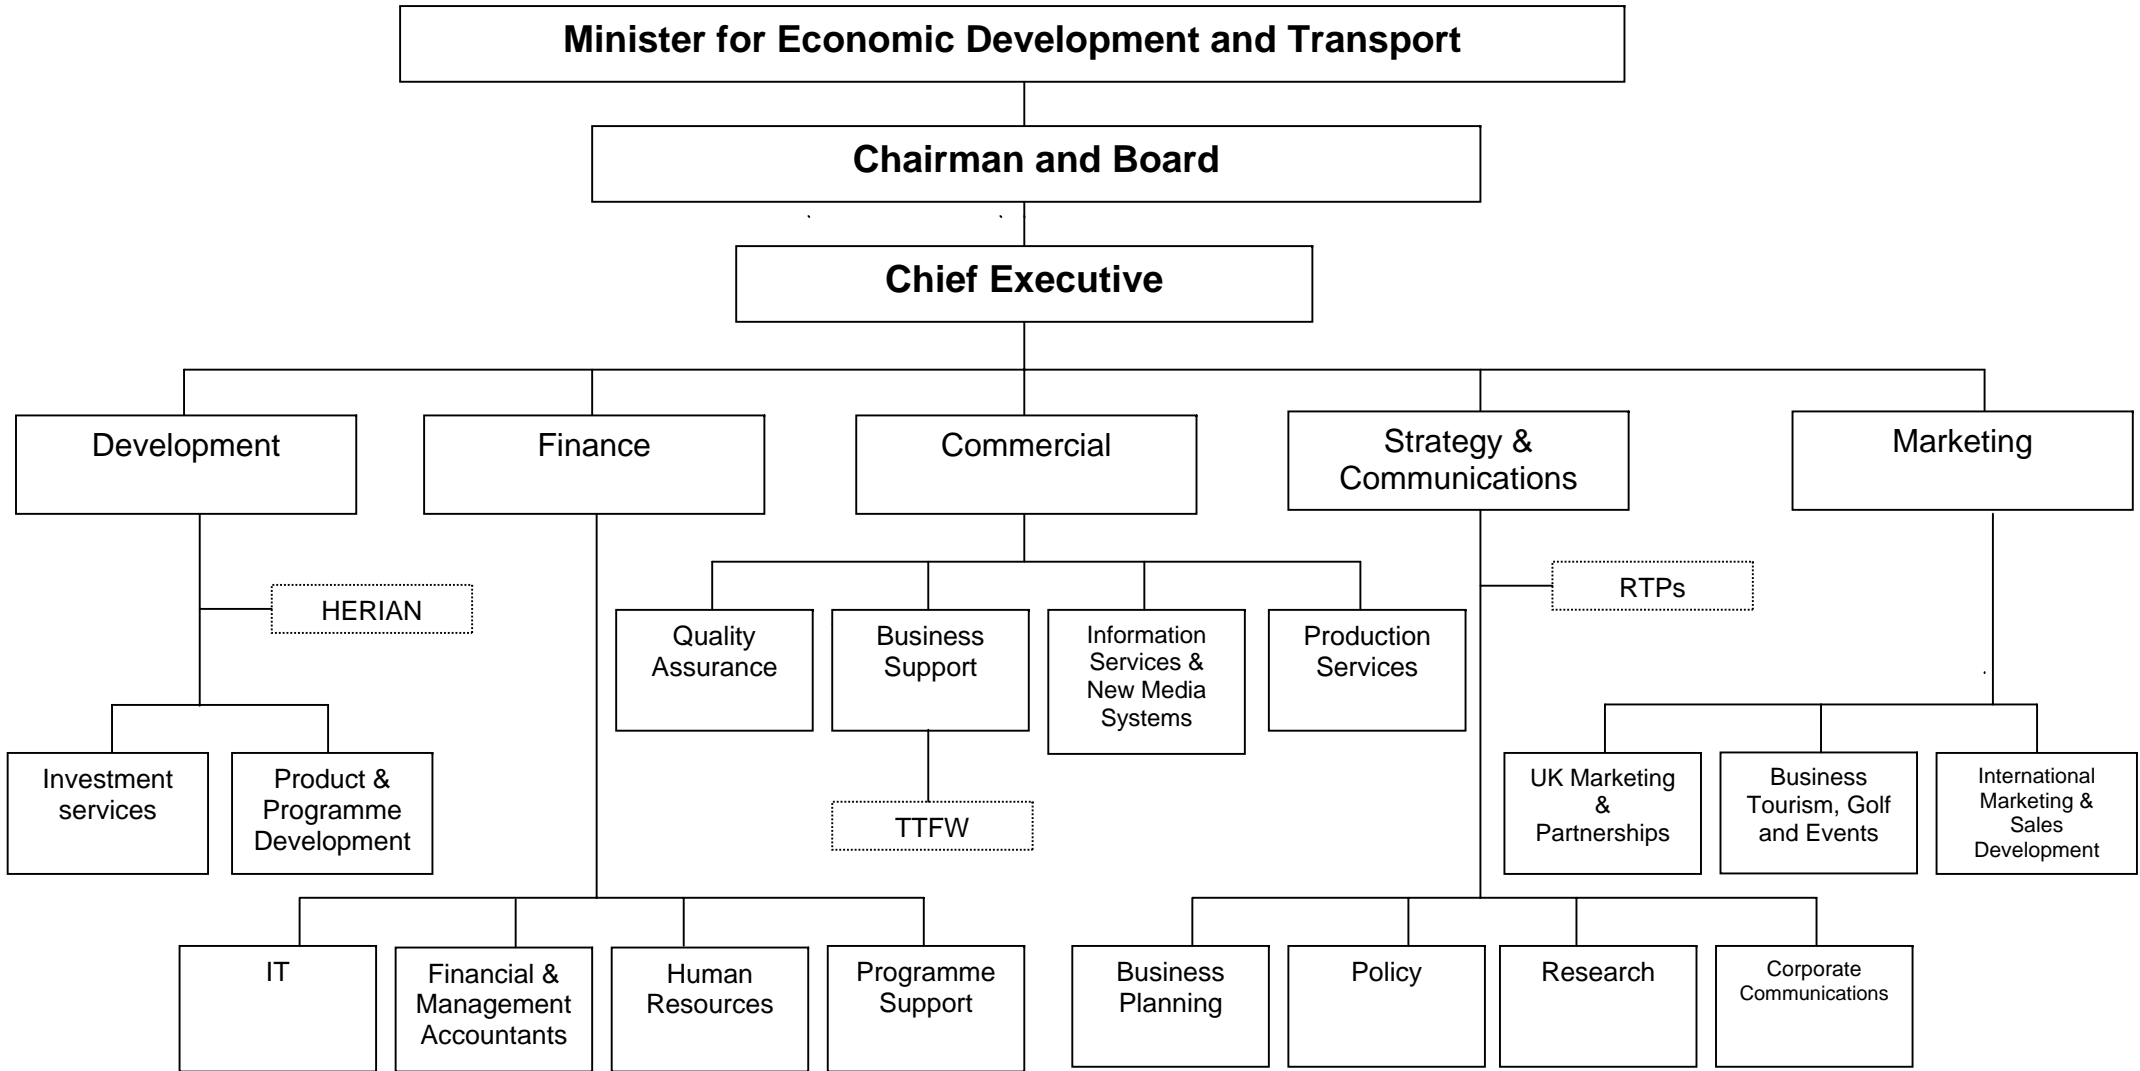 Minister for Economic Development and Transport
Chairman and Board
Chief Executive
Development
Finance
Commercial
Strategy &
Communications
Marketing
HERIAN
RTPs
Quality
Assurance
Business
Support
Information
Services &
New Media
Systems
Production
Services
TTFW
Investment
services
Product &
Programme
Development
UK Marketing
&
Partnerships
Business
Tourism, Golf
and Events
International
Marketing &
Sales
Development
IT
Financial &
Management
Accountants
Human
Resources
Programme
Support
Business
Planning
Policy
Research
Corporate
Communications